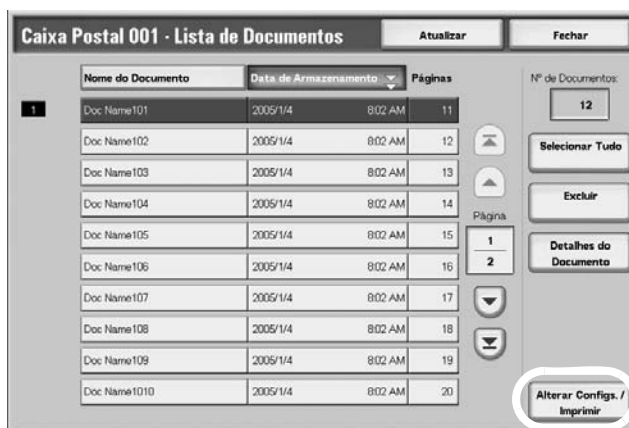 Caixa Postal 001 - Lista de Documentos Atualizar Fechar
Nome do Documento Data de Armazenamento Páginas Nº de Documentos:
1 Doc Name101 2005/1/4 8:02 AM 11 12
Doc Name102 2005/1/4 8:02 AM 12 Selecionar Tudo
Doc Name103 2005/1/4 8:02 AM 13
Doc Name104 2005/1/4 8:02 AM 14 Excluir
Página
Doc Name105 2005/1/4 8:02 AM 15 1 Detalhes do
Documento
Doc Name106 2005/1/4 8:02 AM 16 2
Doc Name107 2005/1/4 8:02 AM 17
Doc Name108 2005/1/4 8:02 AM 18
Doc Name109 2005/1/4 8:02 AM 19
Doc Name1010 2005/1/4 8:02 AM 20 Alterar Configs. /
Imprimir